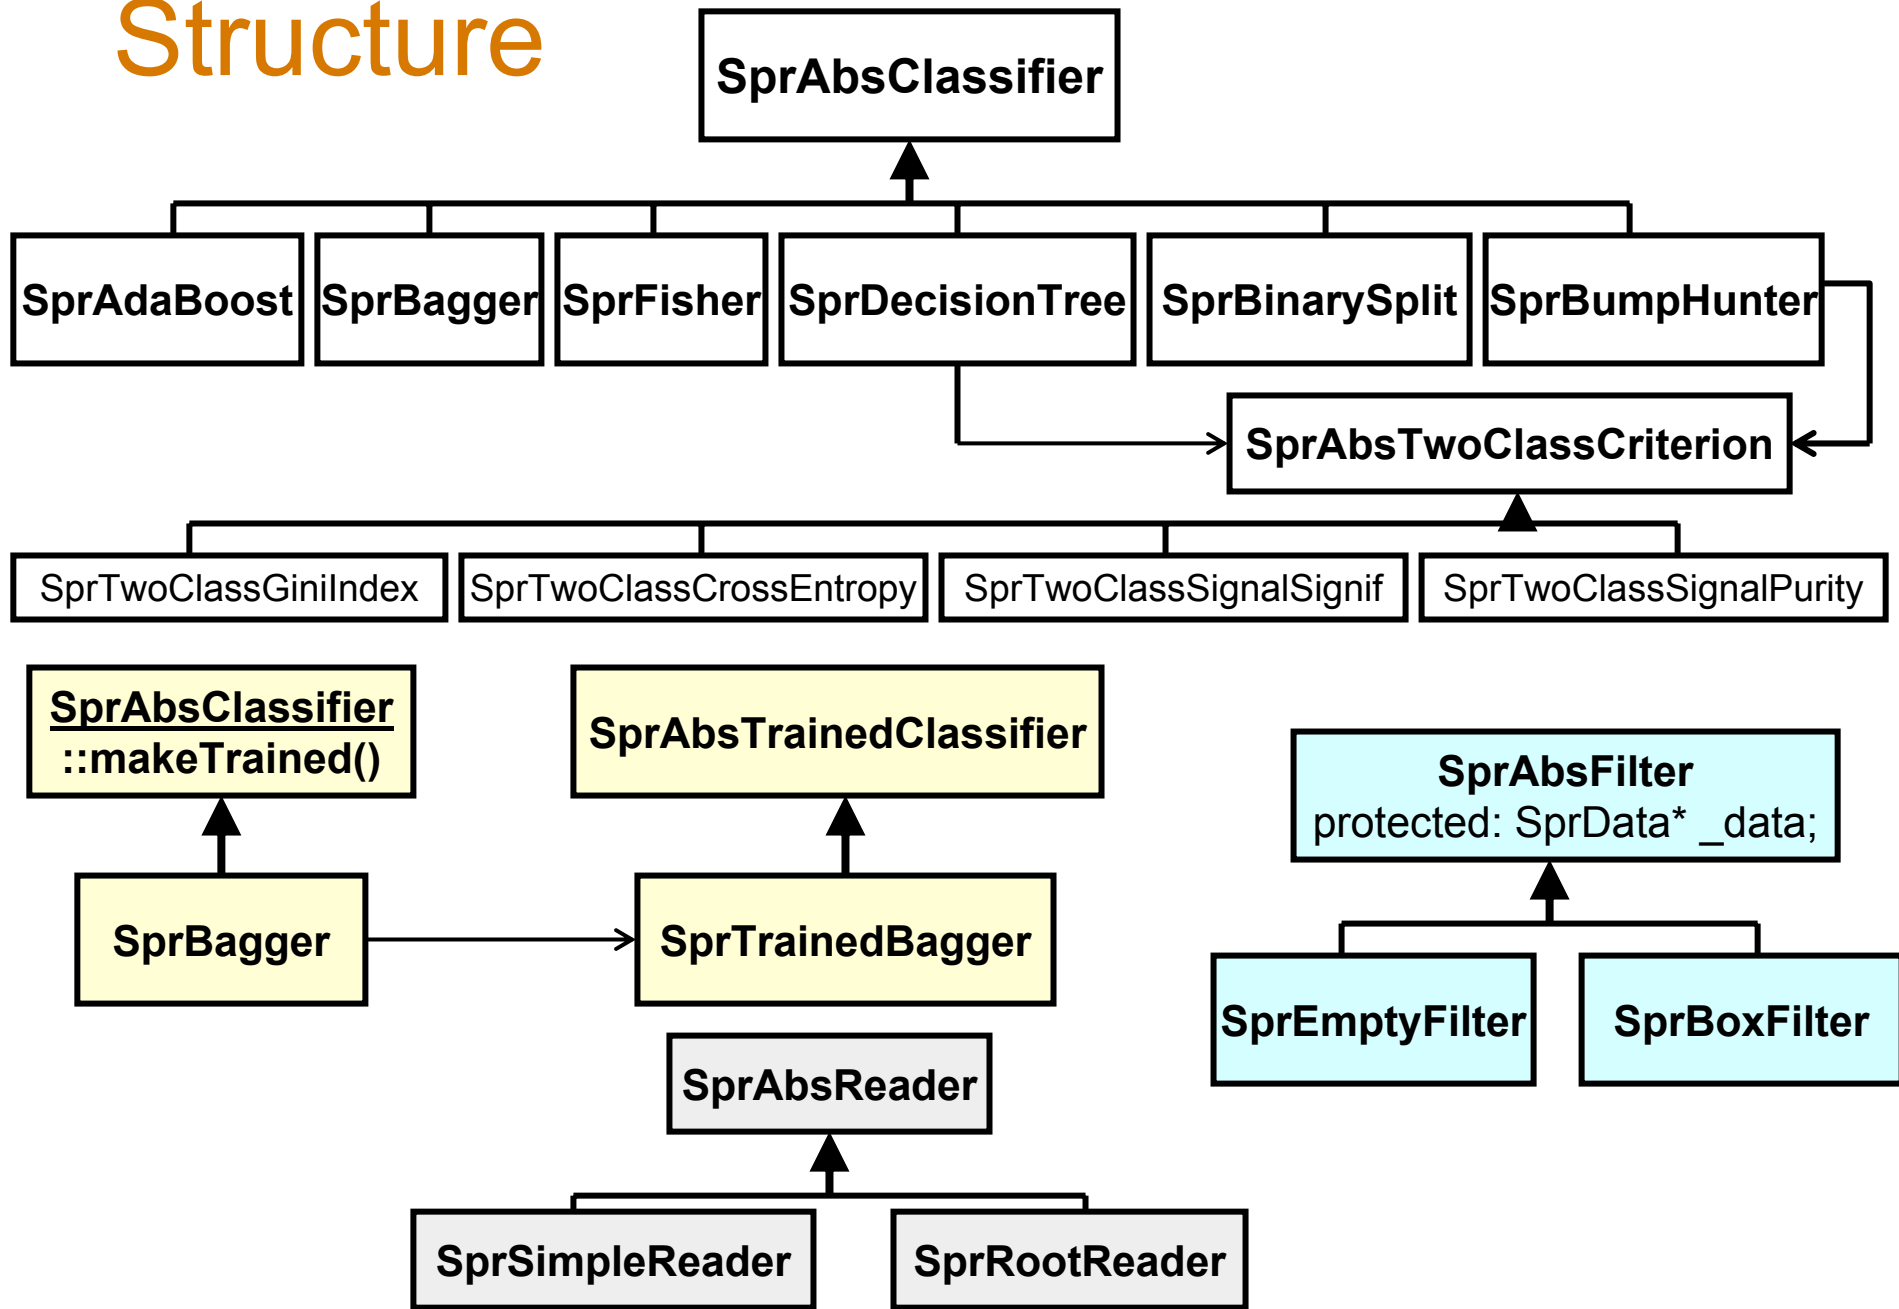 Structure
SprAbsClassifier
SprAdaBoost
SprBagger
SprFisher
SprDecisionTree
SprBinarySplit
SprBumpHunter
SprAbsTwoClassCriterion
SprTwoClassGiniIndex
SprTwoClassCrossEntropy
SprTwoClassSignalSignif
SprTwoClassSignalPurity
SprAbsClassifier
::makeTrained()
SprAbsTrainedClassifier
SprAbsFilter
protected: SprData* _data;
SprBagger
SprTrainedBagger
SprEmptyFilter
SprBoxFilter
SprAbsReader
SprSimpleReader
SprRootReader